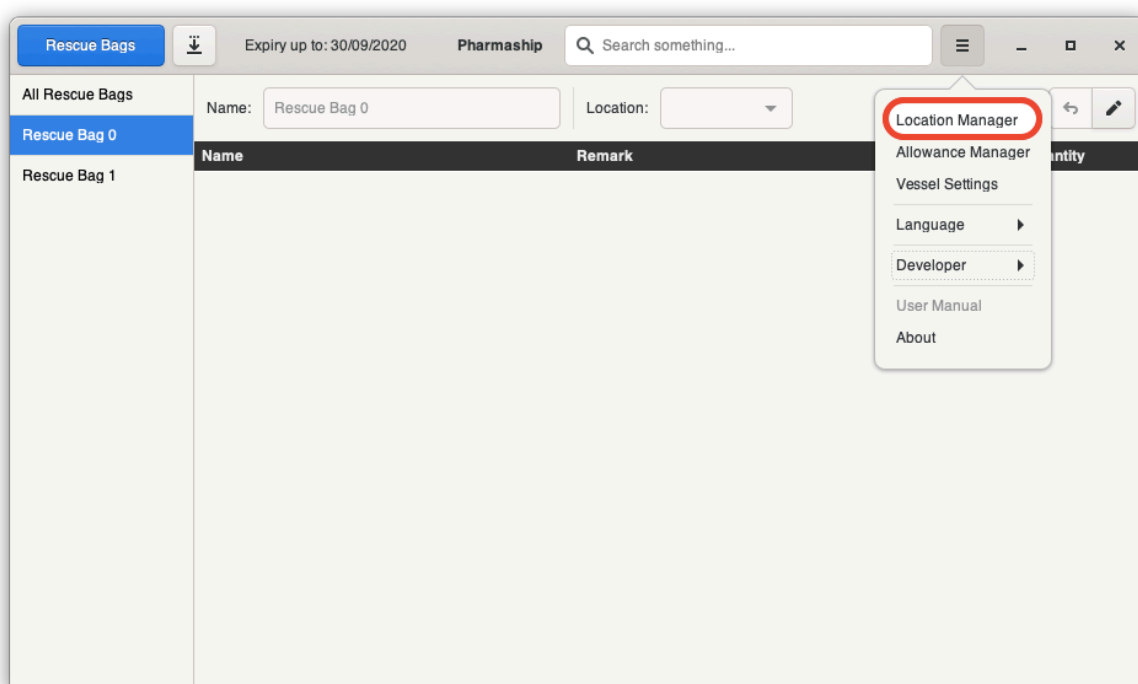 Rescue Bags
Expiry up to: 30/09/2020
Pharmaship
Search something...
All Rescue Bags
Rescue Bag 0
Rescue Bag 1
Name: Rescue Bag 0
Location:
Name Remark
Location Manager
Allowance Manager
Vessel Settings
Language
Developer
User Manual
About